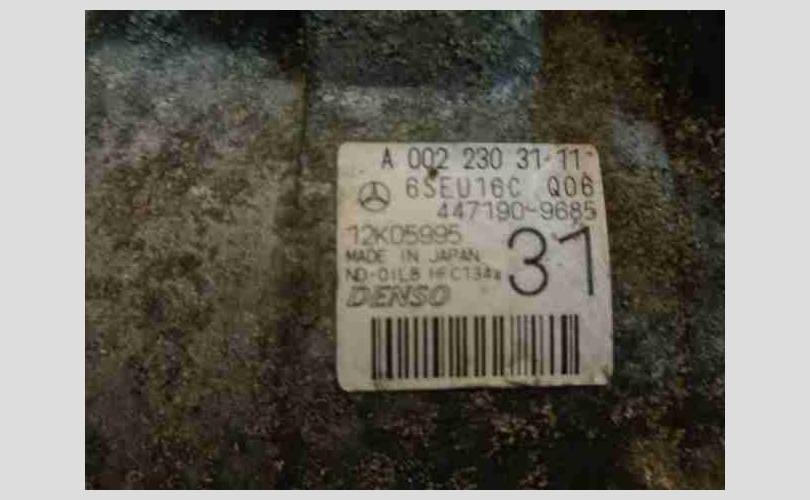 A 002 230 31-11
6SEU16C Q06
447190-9685
12K05995
MADE IN JAPAN
ND-OIL8 HFC134a
31
DENSO